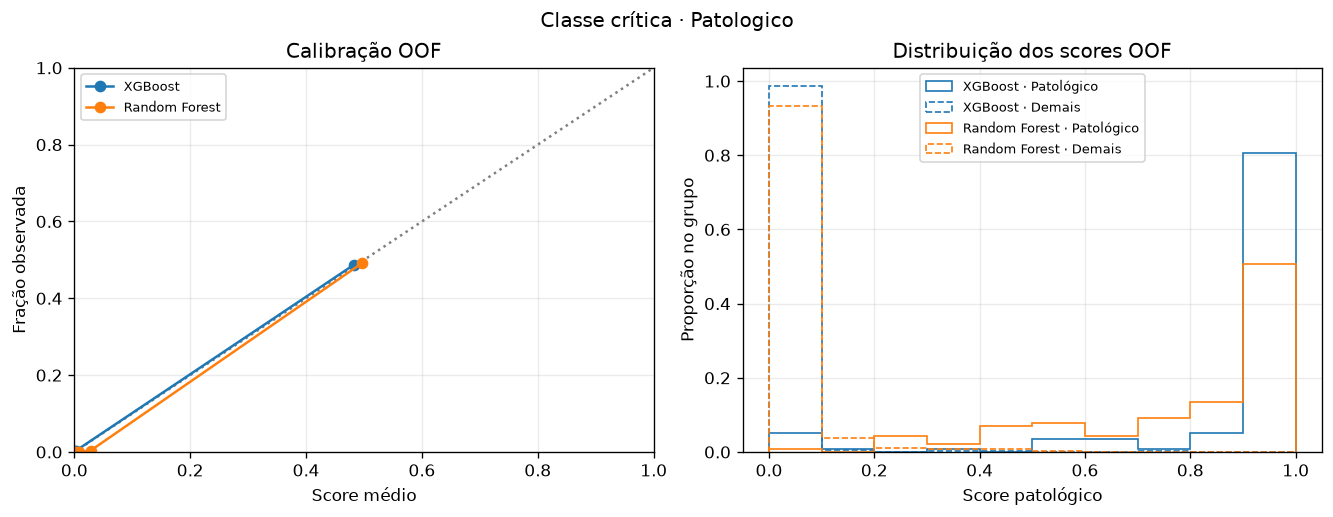 Classe crítica · Patologico
Calibração OOF
XGBoost
Random Forest
Fração observada
1.0
0.8
0.6
0.4
0.2
0.0
0.0 0.2 0.4 0.6 0.8 1.0
Score médio
Distribuição dos scores OOF
XGBoost · Patológico
XGBoost · Demais
Random Forest · Patológico
Random Forest · Demais
Proporção no grupo
1.0
0.8
0.6
0.4
0.2
0.0
0.0 0.2 0.4 0.6 0.8 1.0
Score patológico